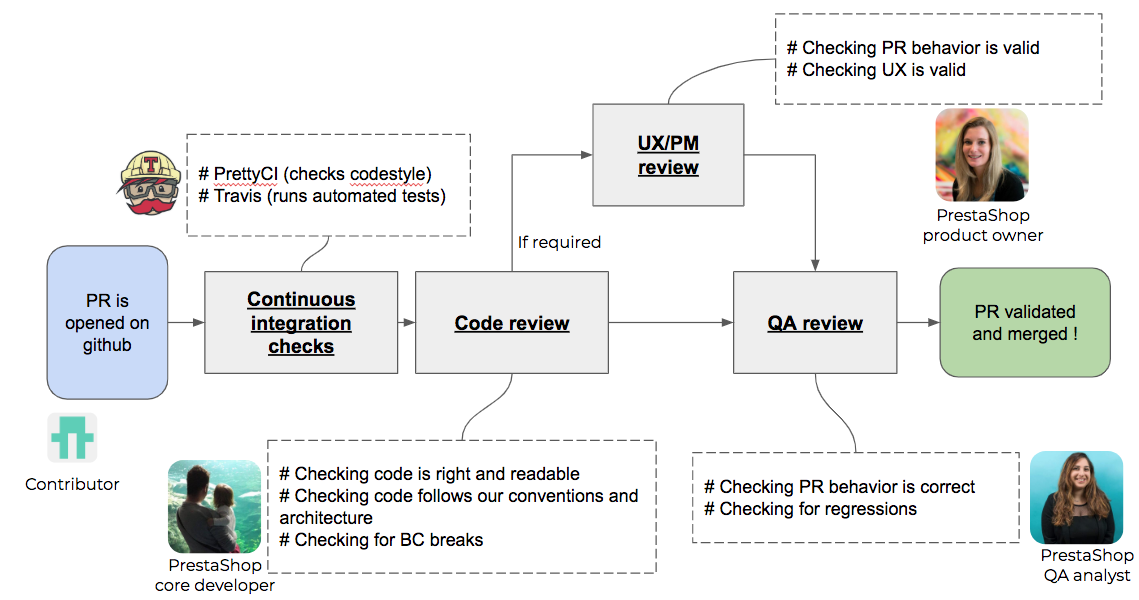 # Checking PR behavior is valid
# Checking UX is valid
UX/PM
review
PrestaShop
product owner
T
# PrettyCI (checks codestyle)
# Travis (runs automated tests)
If required
PR is
opened on
github
Continuous
integration
checks
Code review
QA review
PR validated
and merged !
Contributor
# Checking code is right and readable
# Checking code follows our conventions and
architecture
# Checking for BC breaks
PrestaShop
core developer
# Checking PR behavior is correct
# Checking for regressions
PrestaShop
QA analyst